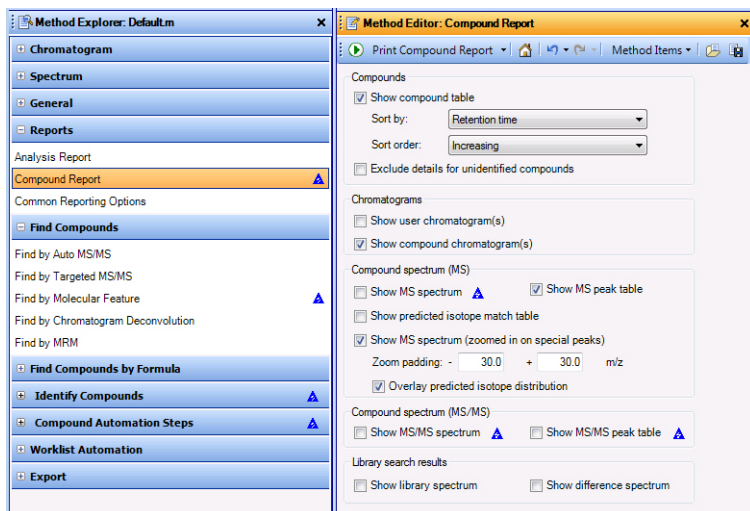 Method Explorer: Default.m
Chromatogram
Spectrum
General
Reports
Analysis Report
Compound Report
Common Reporting Options
Find Compounds
Find by Auto MS/MS
Find by Targeted MS/MS
Find by Molecular Feature
Find by Chromatogram Deconvolution
Find by MRM
Find Compounds by Formula
Identify Compounds
Compound Automation Steps
Worklist Automation
Export
Method Editor: Compound Report
Print Compound Report Method Items
Compounds
Show compound table
Sort by: Retention time
Sort order: Increasing
Exclude details for unidentified compounds
Chromatograms
Show user chromatogram(s)
Show compound chromatogram(s)
Compound spectrum (MS)
Show MS spectrum Show MS peak table
Show predicted isotope match table
Show MS spectrum (zoomed in on special peaks)
Zoom padding: - 30.0 + 30.0 m/z
Overlay predicted isotope distribution
Compound spectrum (MS/MS)
Show MS/MS spectrum Show MS/MS peak table
Library search results
Show library spectrum Show difference spectrum